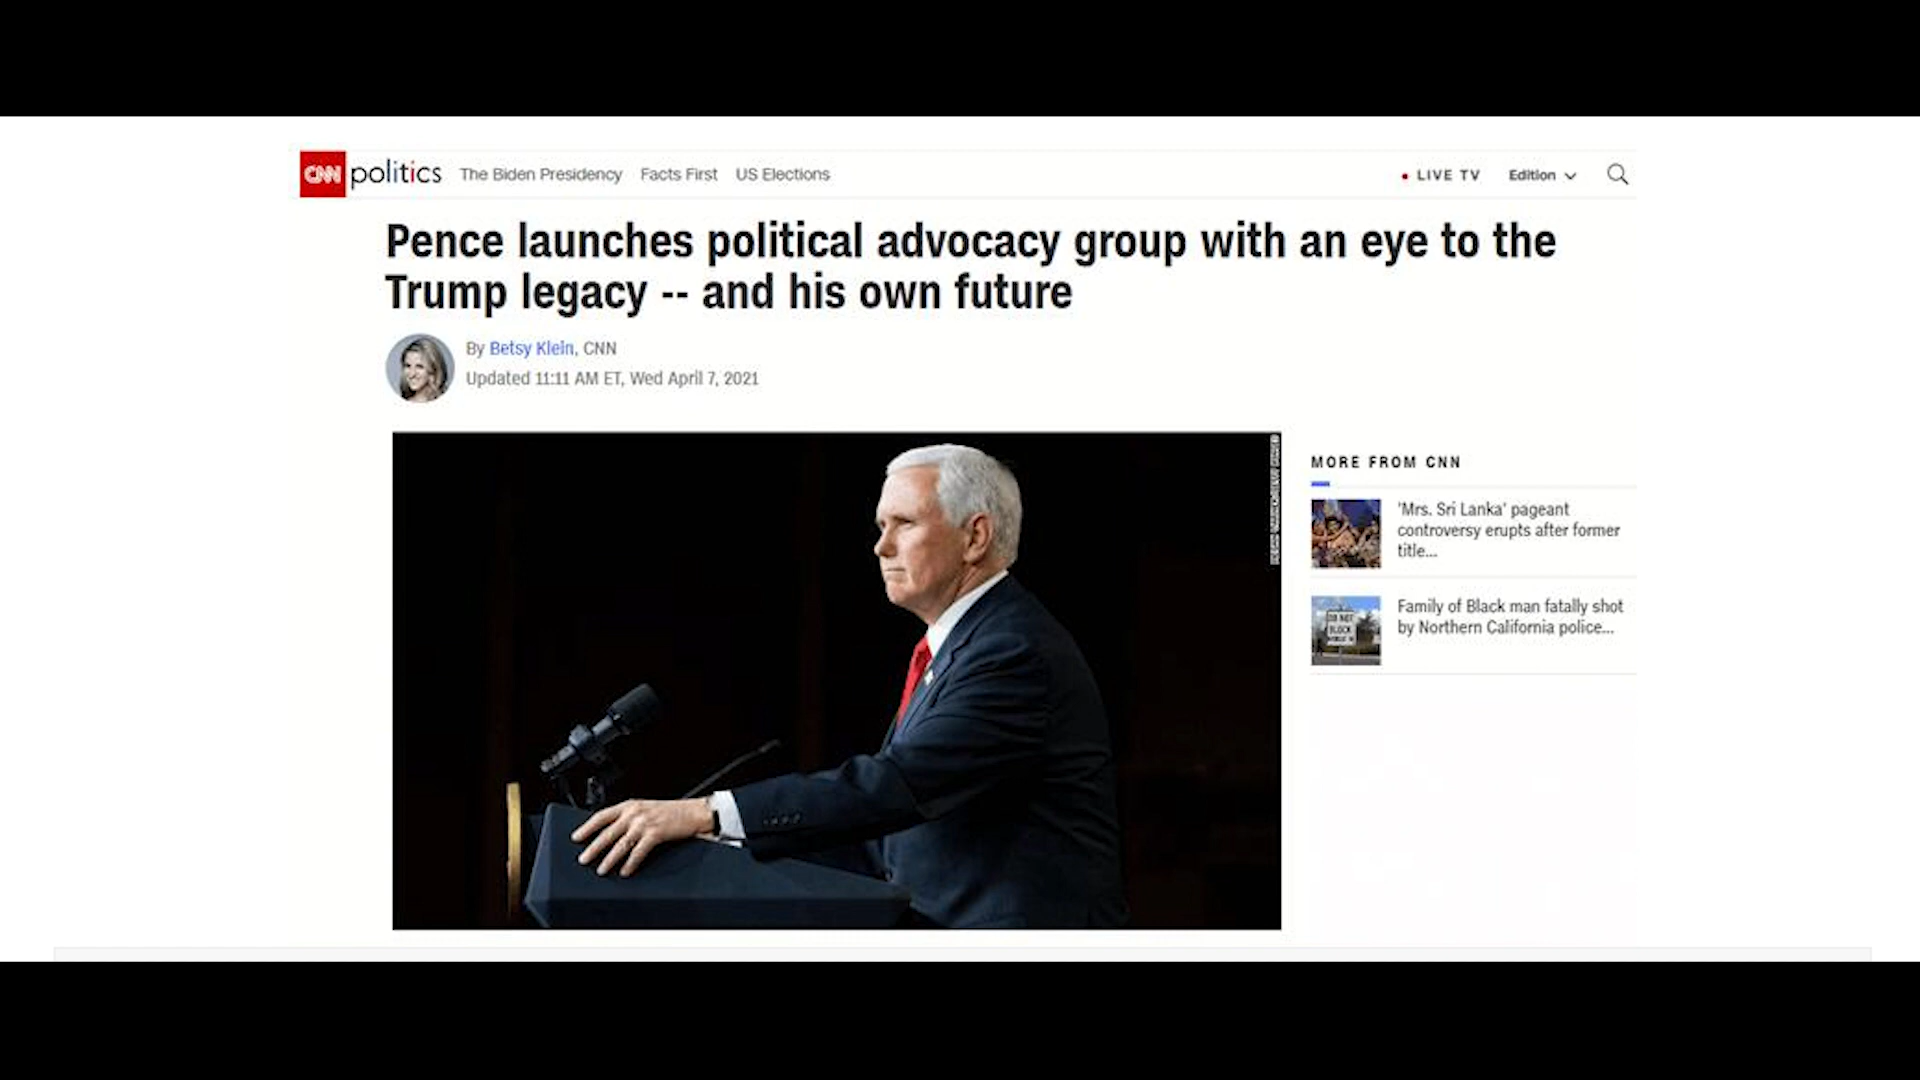 CNN politics The Biden Presidency Facts First US Elections LIVE TV Edition
Pence launches political advocacy group with an eye to the
Trump legacy -- and his own future
By Betsy Klein, CNN
Updated 11:11 AM ET, Wed April 7, 2021
MORE FROM CNN
'Mrs. Sri Lanka' pageant
controversy erupts after former
title...
Family of Black man fatally shot
by Northern California police...
DO NOT
BLOCK